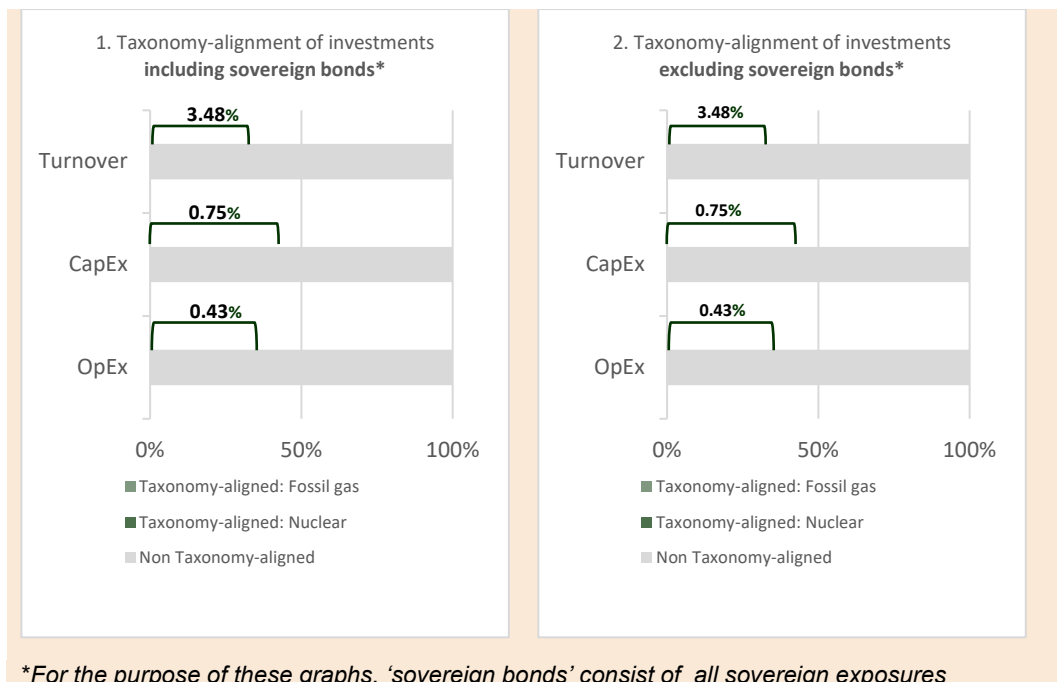 1. Taxonomy-alignment of investments
including sovereign bonds*
3.48%
Turnover
0.75%
CapEx
0.43%
OpEx
0%
50%
100%
Taxonomy-aligned: Fossil gas
Taxonomy-aligned: Nuclear
Non Taxonomy-aligned
2. Taxonomy-alignment of investments
excluding sovereign bonds*
3.48%
Turnover
0.75%
CapEx
0.43%
OpEx
0%
50%
100%
Taxonomy-aligned: Fossil gas
Taxonomy-aligned: Nuclear
Non Taxonomy-aligned
*For the purpose of these graphs, ‘sovereign bonds’ consist of all sovereign exposures